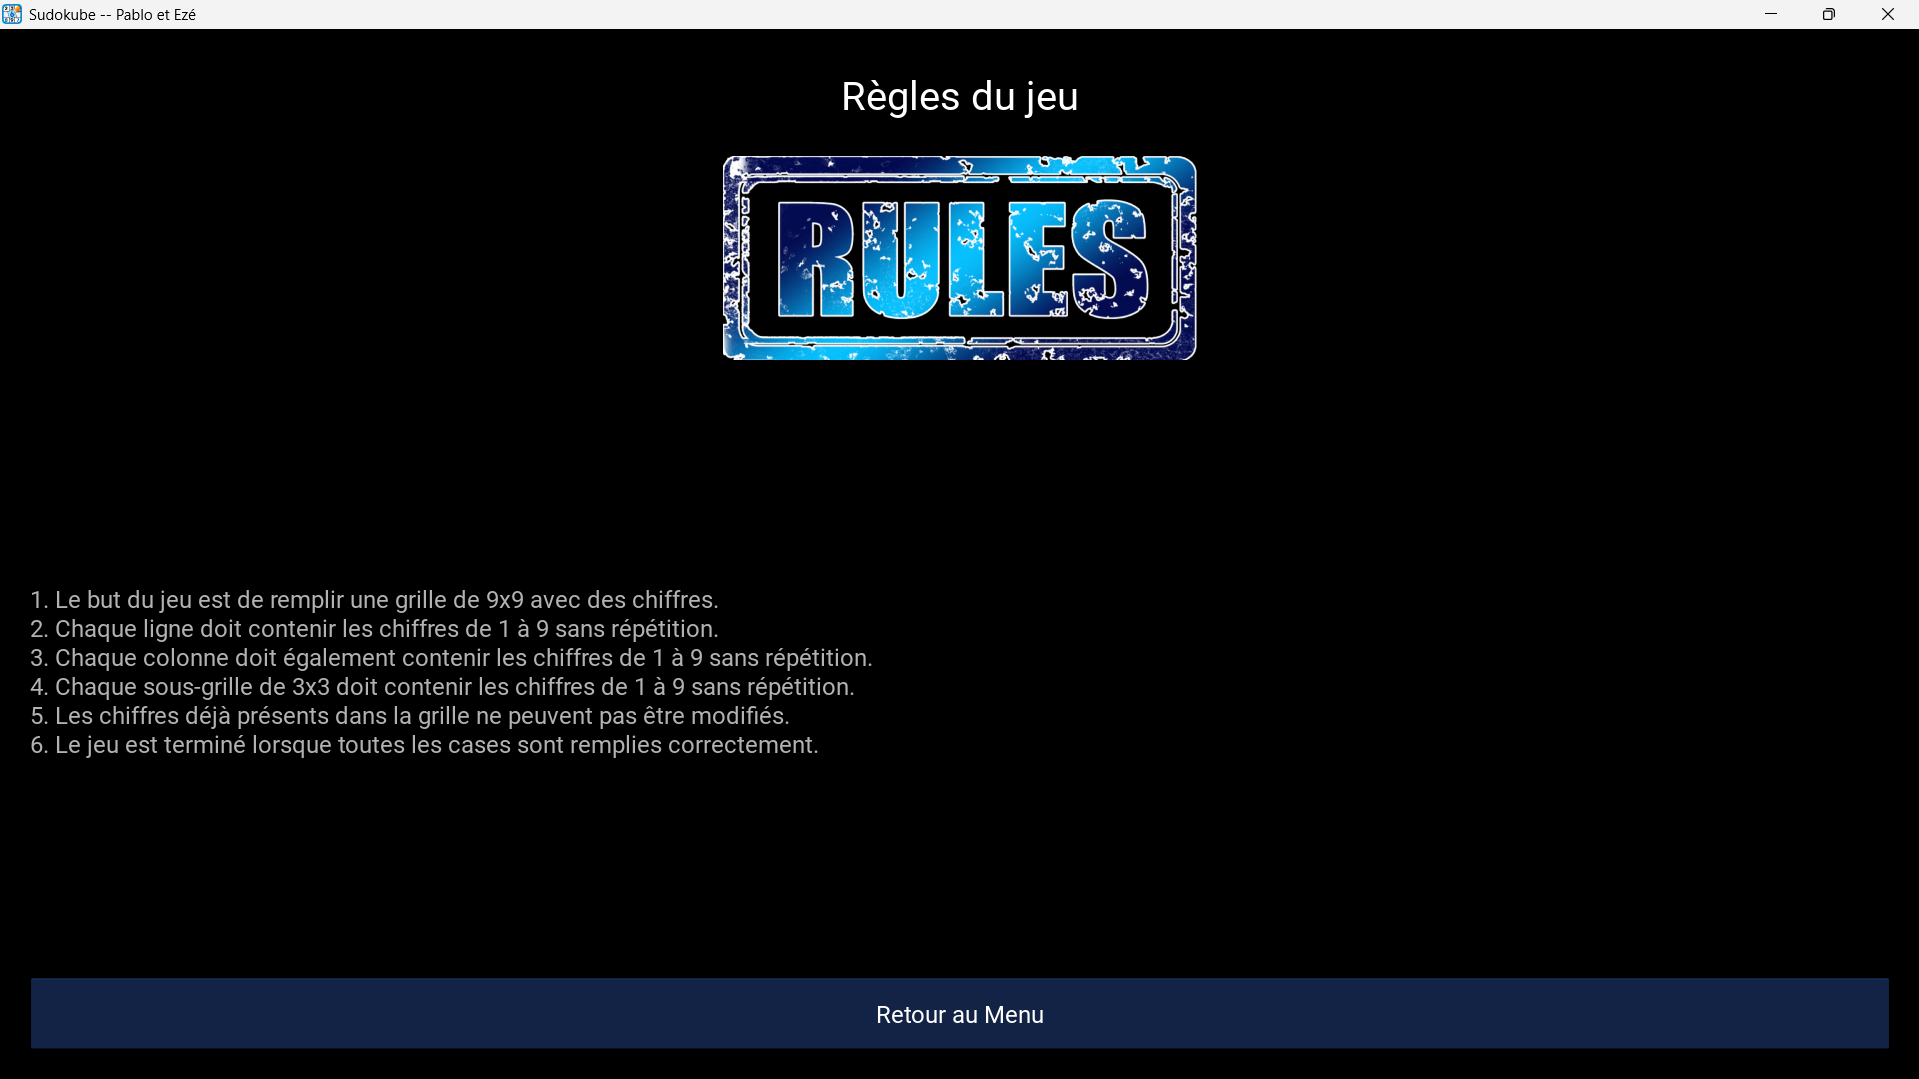 Sudokube -- Pablo et Ezé
Règles du jeu
RULES
1. Le but du jeu est de remplir une grille de 9x9 avec des chiffres.
2. Chaque ligne doit contenir les chiffres de 1 à 9 sans répétition.
3. Chaque colonne doit également contenir les chiffres de 1 à 9 sans répétition.
4. Chaque sous-grille de 3x3 doit contenir les chiffres de 1 à 9 sans répétition.
5. Les chiffres déjà présents dans la grille ne peuvent pas être modifiés.
6. Le jeu est terminé lorsque toutes les cases sont remplies correctement.
Retour au Menu